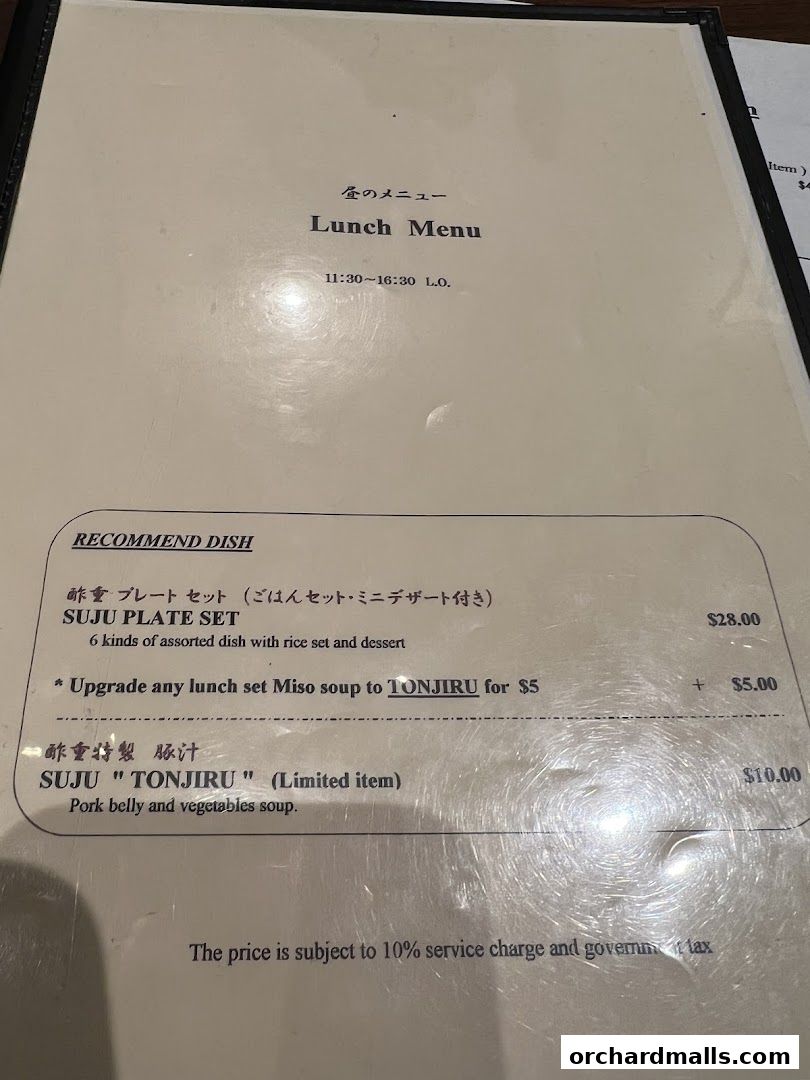 昼のメニュー
Lunch Menu
11:30~16:30 L.O.
Item )
RECOMMEND DISH
酢重 プレート セット (ごはんセット・ミニデザート付き)
SUJU PLATE SET $28.00
6 kinds of assorted dish with rice set and dessert
* Upgrade any lunch set Miso soup to TONJIRU for $5 + $5.00
酢重特製 豚汁
SUJU " TONJIRU " (Limited item) $10.00
Pork belly and vegetables soup.
The price is subject to 10% service charge and government tax
orchardmalls.com